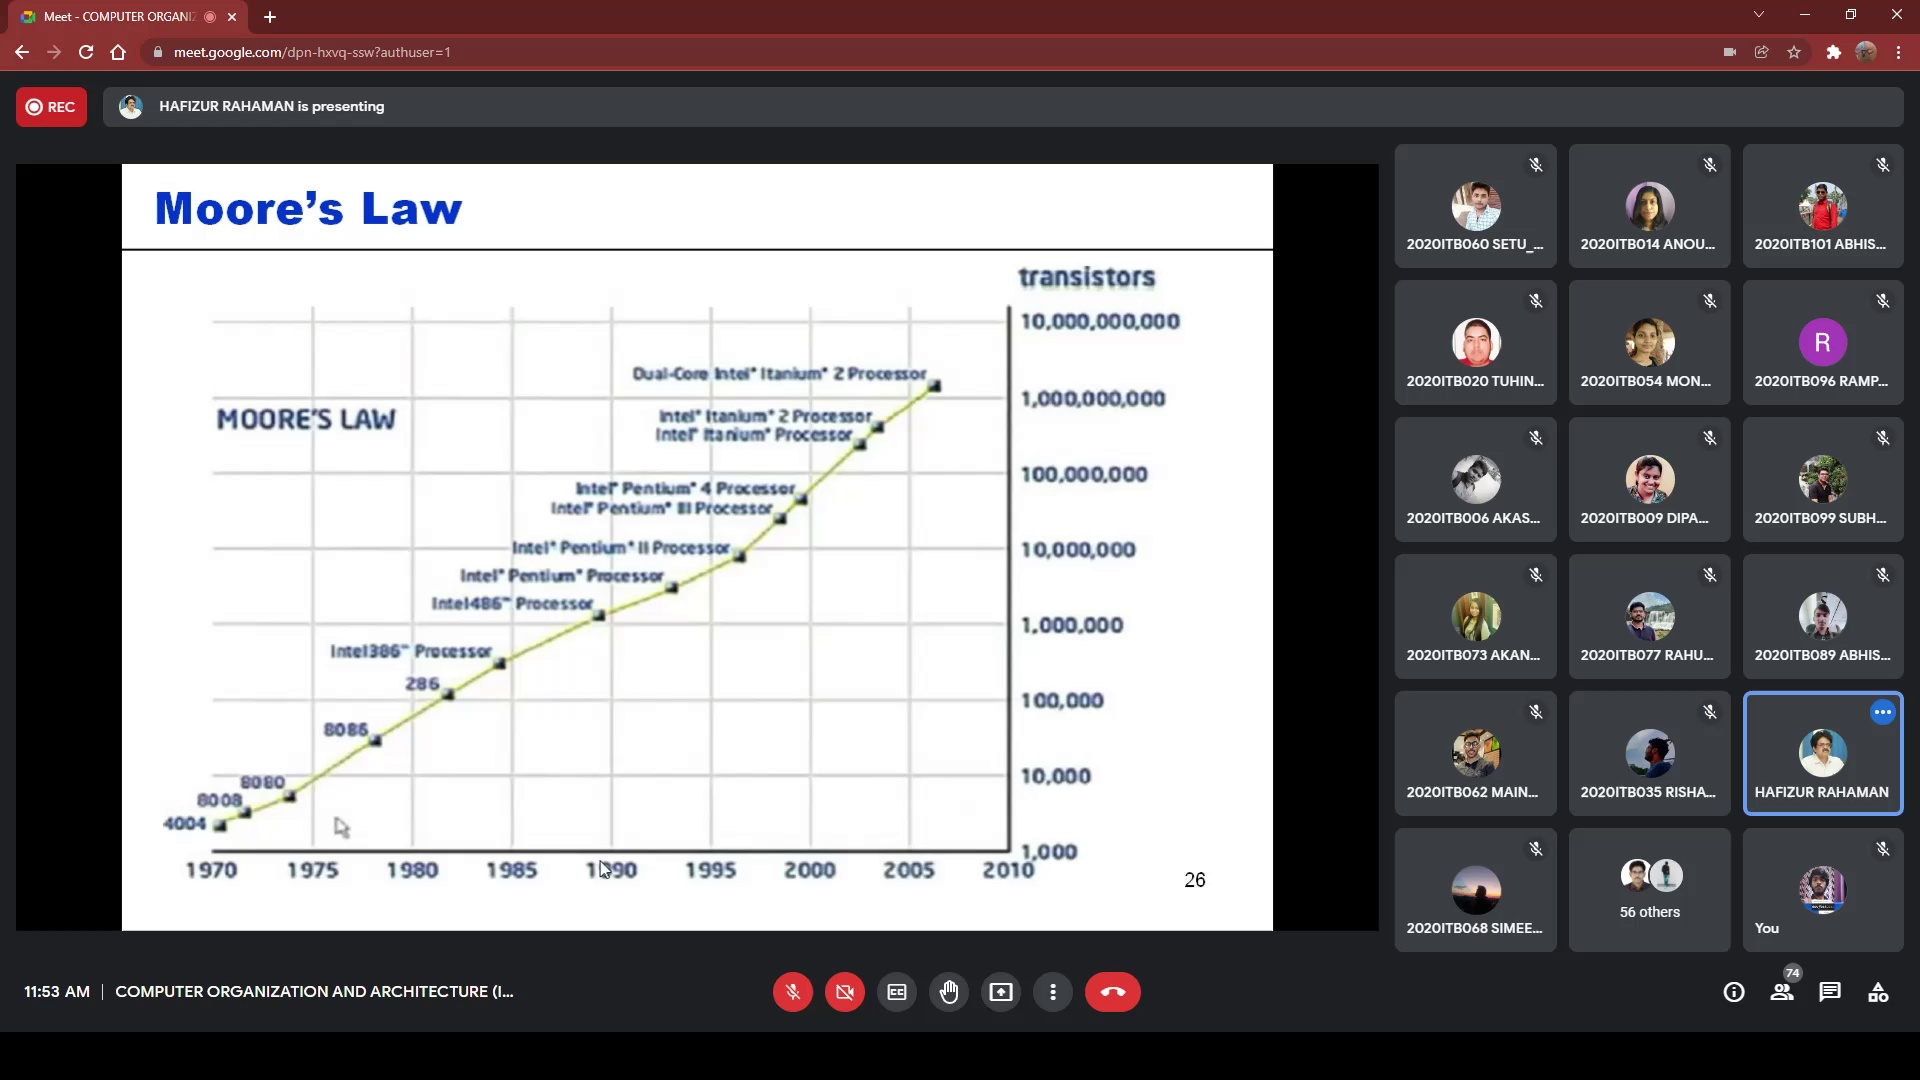 Meet - COMPUTER ORGANIZ
meet.google.com/dpn-hxvq-ssw?authuser=1
REC
HAFIZUR RAHAMAN is presenting
Moore's Law
transistors
10,000,000,000
Dual-Core Intel® Itanium® 2 Processor
1,000,000,000
MOORE'S LAW
Intel® Itanium® 2 Processor
Intel® Itanium® Processor
100,000,000
Intel® Pentium® 4 Processor
Intel® Pentium® III Processor
Intel® Pentium® II Processor
10,000,000
Intel® Pentium® Processor
Intel486™ Processor
1,000,000
Intel386™ Processor
286
100,000
8086
8080
10,000
8008
4004
1,000
1970 1975 1980 1985 1990 1995 2000 2005 2010
26
2020ITB060 SETU_...
2020ITB014 ANOU...
2020ITB101 ABHIS...
2020ITB020 TUHIN...
2020ITB054 MON...
R
2020ITB096 RAMP...
2020ITB006 AKAS...
2020ITB009 DIPA...
2020ITB099 SUBH...
2020ITB073 AKAN...
2020ITB077 RAHU...
2020ITB089 ABHIS...
2020ITB062 MAIN...
2020ITB035 RISHA...
HAFIZUR RAHAMAN
2020ITB068 SIMEE...
56 others
You
11:53 AM | COMPUTER ORGANIZATION AND ARCHITECTURE (I...
74